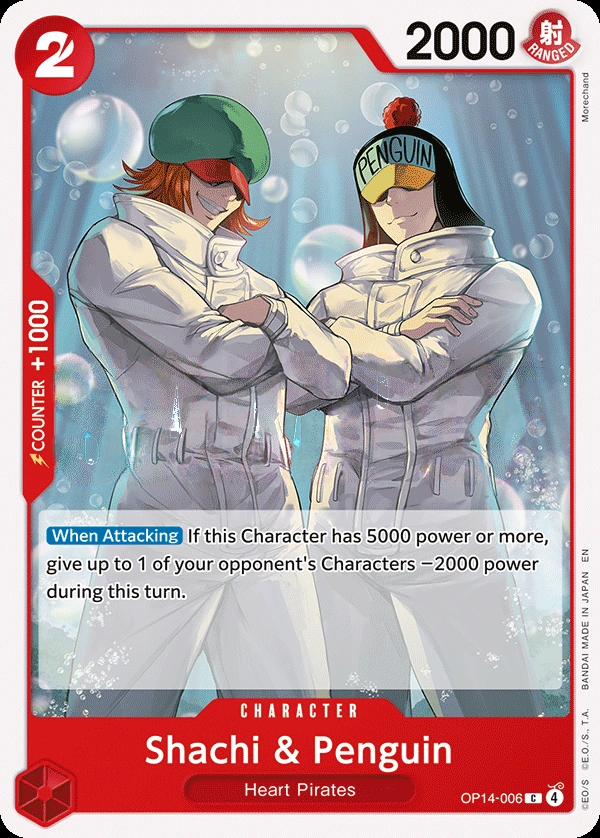 2
2000
射
RANGED
Morechand
PENGUIN
COUNTER +1000
When Attacking If this Character has 5000 power or more,
give up to 1 of your opponent's Characters −2000 power
during this turn.
CHARACTER
Shachi & Penguin
Heart Pirates
OP14-006 C 4
©EO/S ©E.O./S., T.A. BANDAI MADE IN JAPAN EN